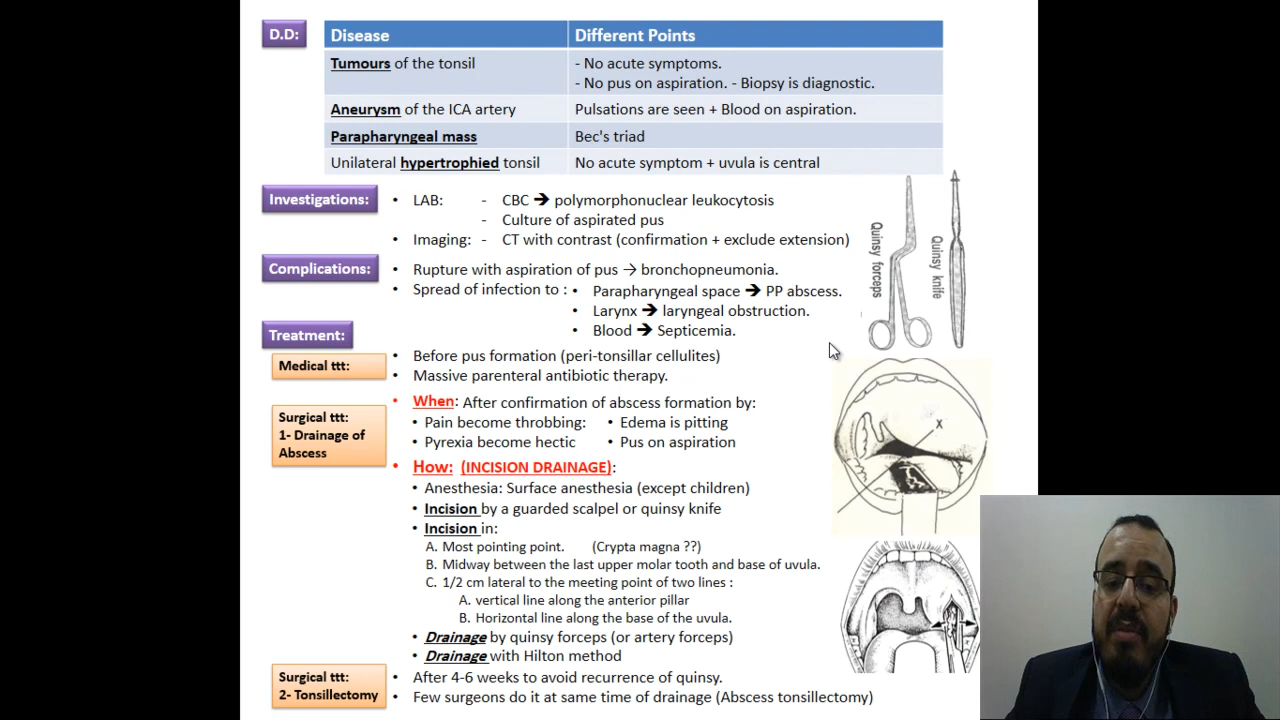 D.D:
Disease Different Points
Tumours of the tonsil - No acute symptoms.
- No pus on aspiration. - Biopsy is diagnostic.
Aneurysm of the ICA artery Pulsations are seen + Blood on aspiration.
Parapharyngeal mass Bec's triad
Unilateral hypertrophied tonsil No acute symptom + uvula is central
Investigations:
• LAB: - CBC ➔ polymorphonuclear leukocytosis
- Culture of aspirated pus
• Imaging: - CT with contrast (confirmation + exclude extension)
Quinsy forceps
Quinsy knife
Complications:
• Rupture with aspiration of pus → bronchopneumonia.
• Spread of infection to : • Parapharyngeal space ➔ PP abscess.
• Larynx ➔ laryngeal obstruction.
• Blood ➔ Septicemia.
Treatment:
Medical ttt:
• Before pus formation (peri-tonsillar cellulites)
• Massive parenteral antibiotic therapy.
Surgical ttt:
1- Drainage of
Abscess
• When: After confirmation of abscess formation by:
• Pain become throbbing: • Edema is pitting
• Pyrexia become hectic • Pus on aspiration
X
• How: (INCISION DRAINAGE):
• Anesthesia: Surface anesthesia (except children)
• Incision by a guarded scalpel or quinsy knife
• Incision in:
A. Most pointing point. (Crypta magna ??)
B. Midway between the last upper molar tooth and base of uvula.
C. 1/2 cm lateral to the meeting point of two lines :
A. vertical line along the anterior pillar
B. Horizontal line along the base of the uvula.
• Drainage by quinsy forceps (or artery forceps)
• Drainage with Hilton method
Surgical ttt:
2- Tonsillectomy
• After 4-6 weeks to avoid recurrence of quinsy.
• Few surgeons do it at same time of drainage (Abscess tonsillectomy)